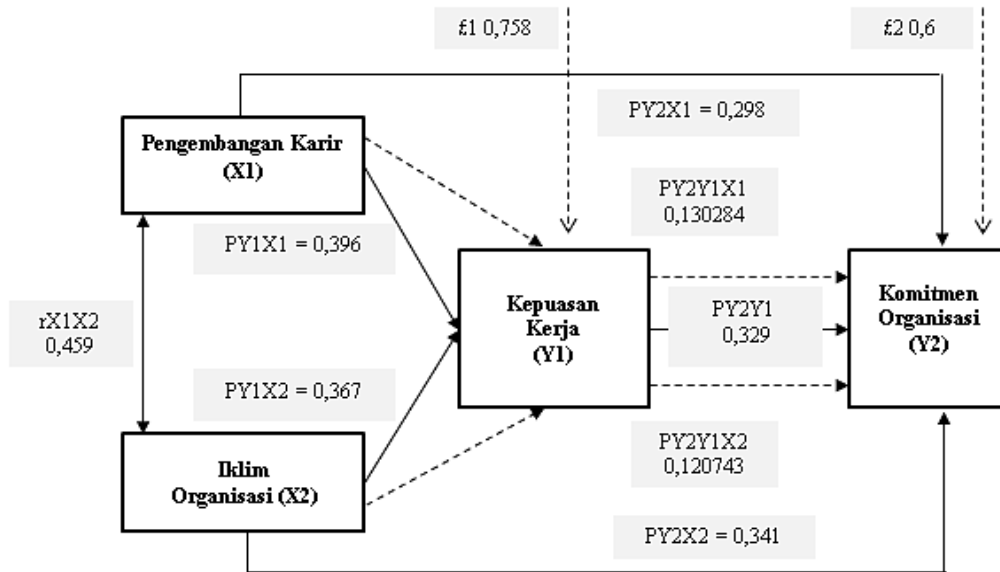 £1 0,758
£2 0,6
PY2X1 = 0,298
Pengembangan Karir
(X1)
PY2Y1X1
0,130284
PY1X1 = 0,396
Kepuasan
Kerja
(Y1)
Komitmen
Organisasi
(Y2)
rX1X2
0,459
PY2Y1
0,329
PY1X2 = 0,367
PY2Y1X2
0,120743
Iklim
Organisasi (X2)
PY2X2 = 0,341